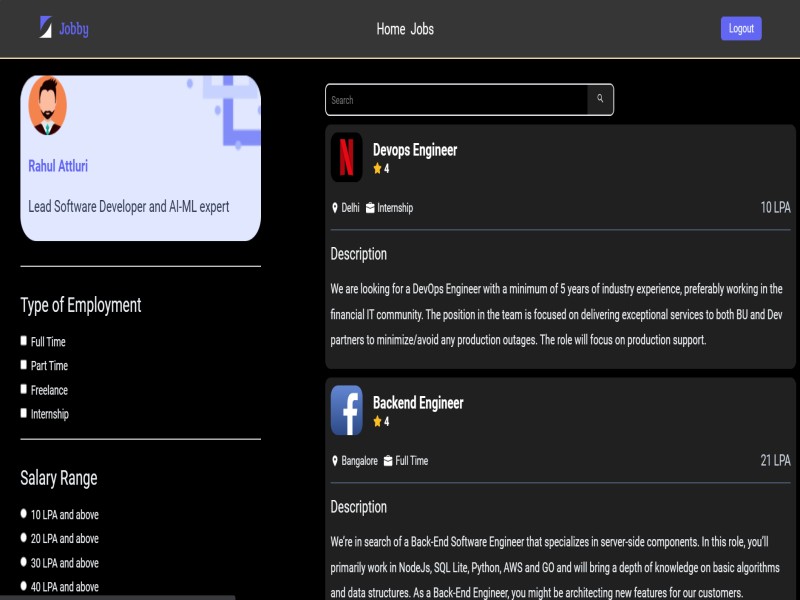 Jobby
Home Jobs
Logout
Rahul Attluri
Lead Software Developer and AI-ML expert
Type of Employment
Full Time
Part Time
Freelance
Internship
Salary Range
10 LPA and above
20 LPA and above
30 LPA and above
40 LPA and above
Search
Devops Engineer
4
Delhi Internship
10 LPA
Description
We are looking for a DevOps Engineer with a minimum of 5 years of industry experience, preferably working in the
financial IT community. The position in the team is focused on delivering exceptional services to both BU and Dev
partners to minimize/avoid any production outages. The role will focus on production support.
Backend Engineer
4
Bangalore Full Time
21 LPA
Description
We're in search of a Back-End Software Engineer that specializes in server-side components. In this role, you'll
primarily work in NodeJs, SQL Lite, Python, AWS and GO and will bring a depth of knowledge on basic algorithms
and data structures. As a Back-End Engineer, you might be architecting new features for our customers.